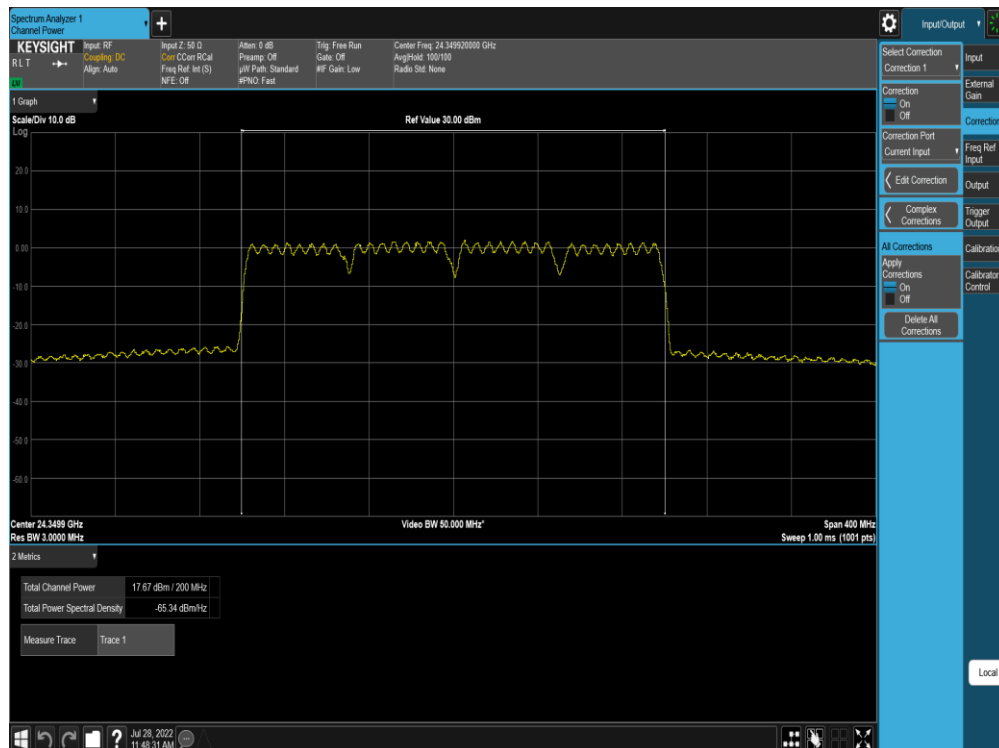 Spectrum Analyzer 1
Channel Power
+
Input/Output
KEYSIGHT
RLT
Input: RF
Coupling: DC
Align: Auto
Input Z: 50 Ω
Corr CCorr RCal
Freq Ref: Int (S)
NFE: Off
Atten: 0 dB
Preamp: Off
µW Path: Standard
#PNO: Fast
Trig: Free Run
Gate: Off
#IF Gain: Low
Center Freq: 24.349920000 GHz
Avg|Hold: 100/100
Radio Std: None
1 Graph
Scale/Div 10.0 dB
Ref Value 30.00 dBm
Log
20.0
10.0
0.00
-10.0
-20.0
-30.0
-40.0
-50.0
-60.0
Center 24.3499 GHz
Video BW 50.000 MHz*
Span 400 MHz
Res BW 3.0000 MHz
Sweep 1.00 ms (1001 pts)
2 Metrics
Total Channel Power 17.67 dBm / 200 MHz
Total Power Spectral Density -65.34 dBm/Hz
Measure Trace Trace 1
Select Correction
Correction 1
Correction
On
Off
Correction Port
Current Input
Edit Correction
Complex
Corrections
All Corrections
Apply
Corrections
On
Off
Delete All
Corrections
Input
External
Gain
Correction
Freq Ref
Input
Output
Trigger
Output
Calibration
Calibrator
Control
Local
?
Jul 28, 2022
11:48:31 AM